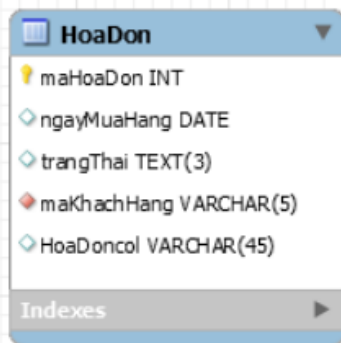 HoaDon
maHoaDon INT
ngayMuaHang DATE
trangThai TEXT(3)
maKhachHang VARCHAR(5)
HoaDoncol VARCHAR(45)
Indexes